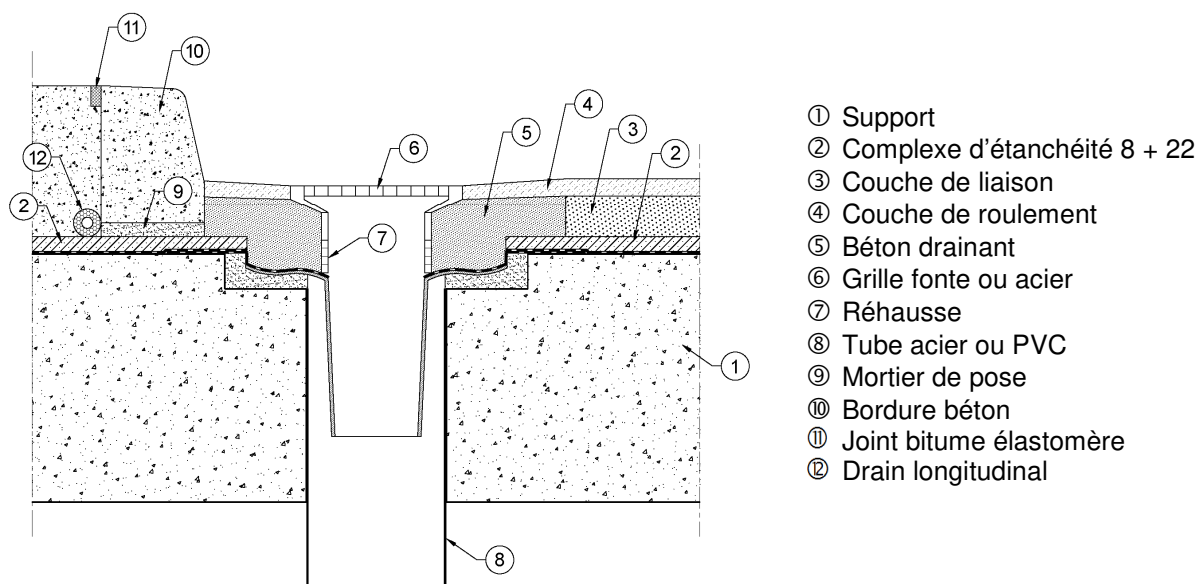 11
10
4
3
5
6
2
12
9
2
7
1
8
① Support
② Complexe d'étanchéité 8 + 22
③ Couche de liaison
④ Couche de roulement
⑤ Béton drainant
⑥ Grille fonte ou acier
⑦ Réhausse
⑧ Tube acier ou PVC
⑨ Mortier de pose
⑩ Bordure béton
⑪ Joint bitume élastomère
⑫ Drain longitudinal